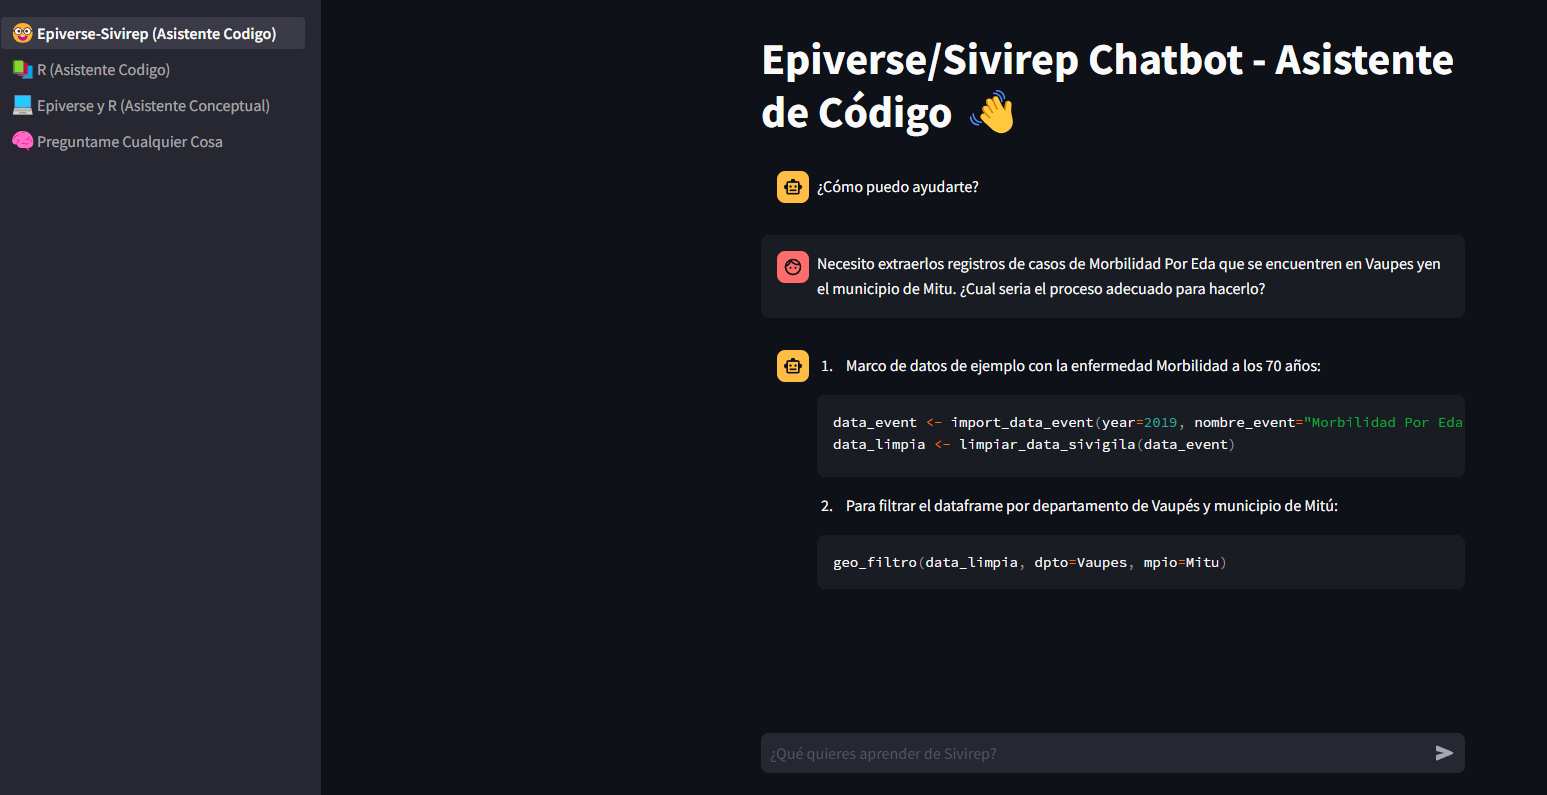 Epiverse-Sivirep (Asistente Codigo)
R (Asistente Codigo)
Epiverse y R (Asistente Conceptual)
Preguntame Cualquier Cosa
Epiverse/Sivirep Chatbot - Asistente
de Código
¿Cómo puedo ayudarte?
Necesito extraerlos registros de casos de Morbilidad Por Eda que se encuentren en Vaupes yen
el municipio de Mitu. ¿Cual seria el proceso adecuado para hacerlo?
1. Marco de datos de ejemplo con la enfermedad Morbilidad a los 70 años:
data_event <- import_data_event(year=2019, nombre_event="Morbilidad Por Eda
data_limpia <- limpiar_data_sivigila(data_event)
2. Para filtrar el dataframe por departamento de Vaupés y municipio de Mitú:
geo_filtro(data_limpia, dpto=Vaupes, mpio=Mitu)
¿Qué quieres aprender de Sivirep?